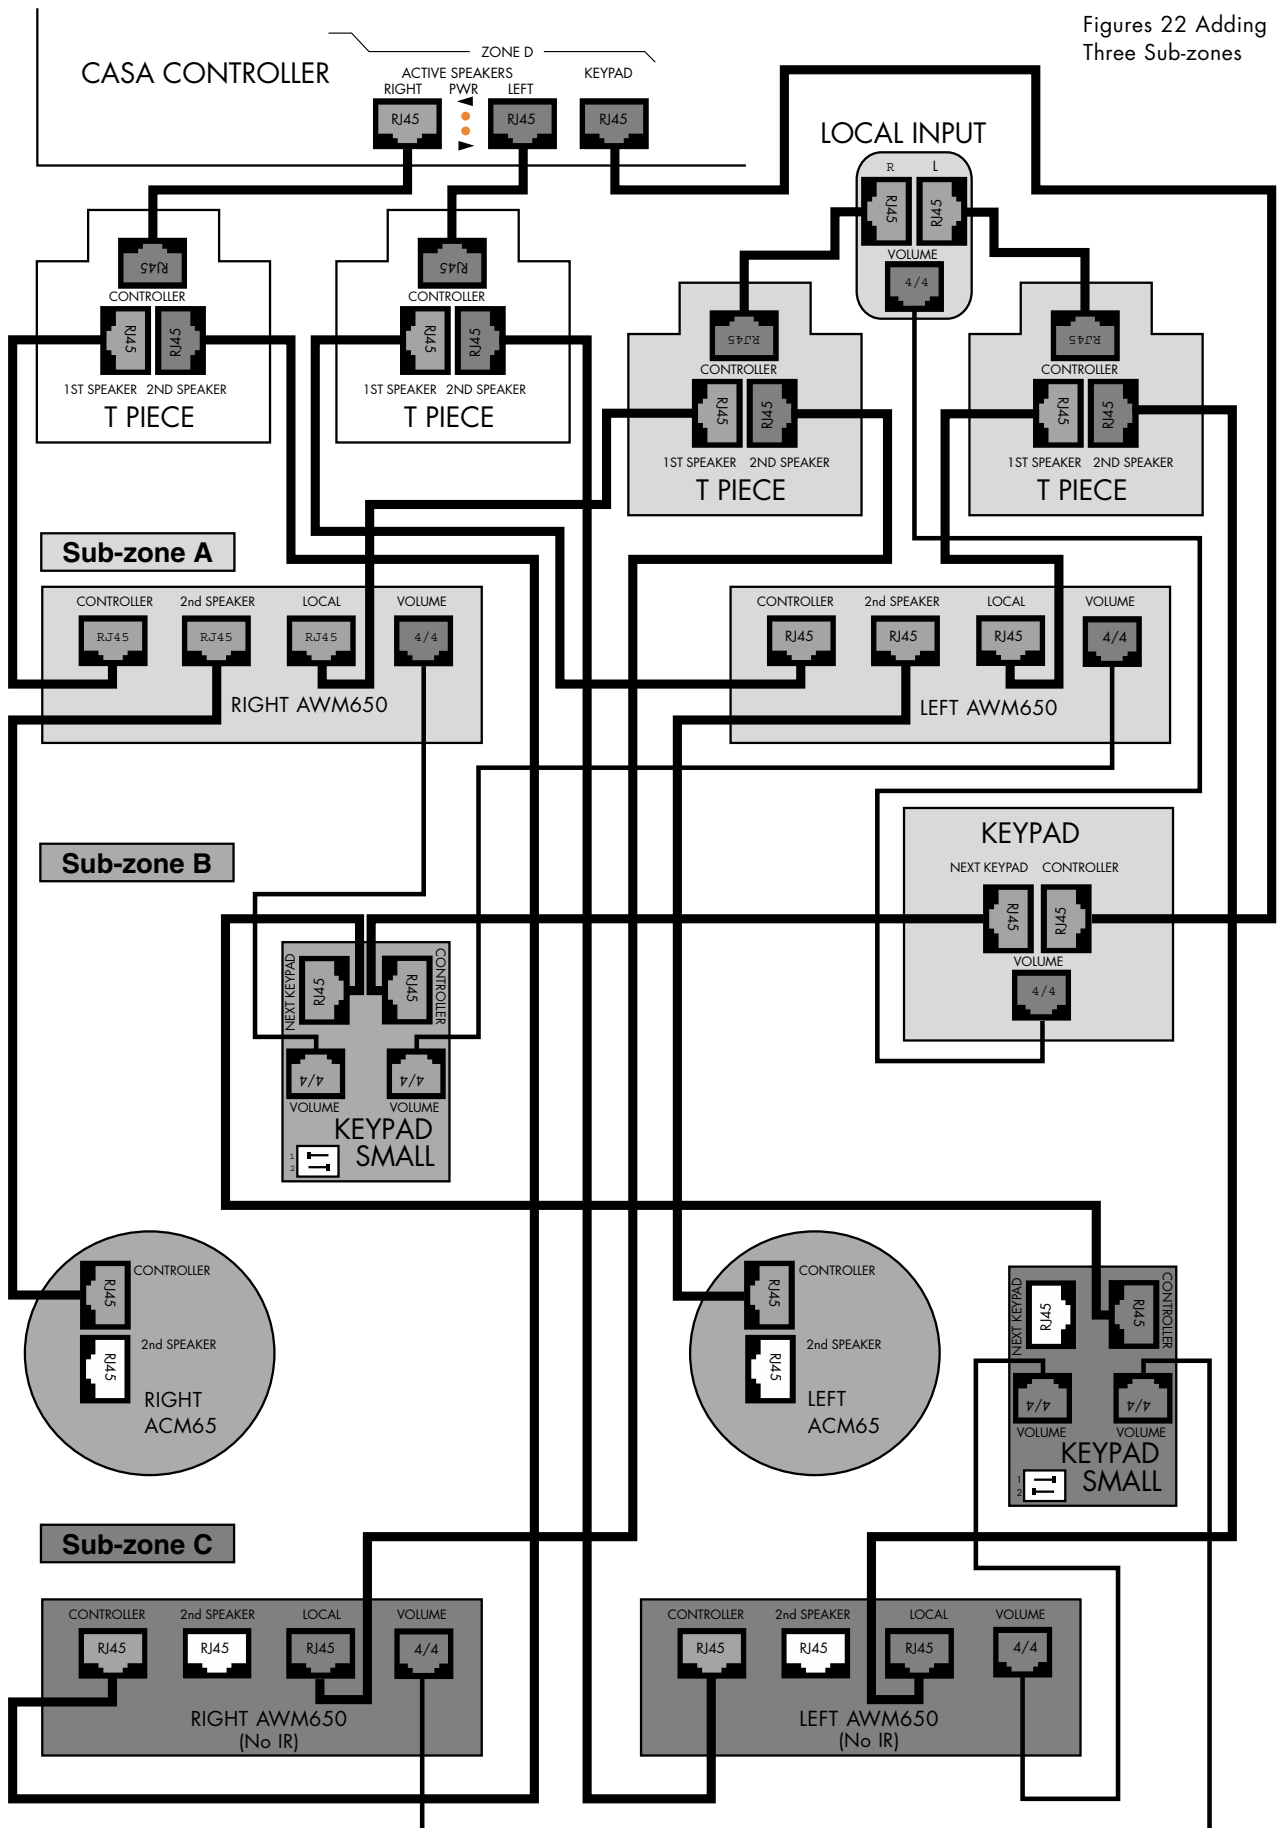 Figures 22 Adding
Three Sub-zones
CASA CONTROLLER
ZONE D
ACTIVE SPEAKERS
KEYPAD
RIGHT
PWR
LEFT
RJ45
RJ45
RJ45
LOCAL INPUT
R
L
RJ45
RJ45
VOLUME
4/4
RJ45
CONTROLLER
RJ45
RJ45
1ST SPEAKER
2ND SPEAKER
T PIECE
RJ45
CONTROLLER
RJ45
RJ45
1ST SPEAKER
2ND SPEAKER
T PIECE
RJ45
CONTROLLER
RJ45
RJ45
1ST SPEAKER
2ND SPEAKER
T PIECE
RJ45
CONTROLLER
RJ45
RJ45
1ST SPEAKER
2ND SPEAKER
T PIECE
Sub-zone A
CONTROLLER
2nd SPEAKER
LOCAL
VOLUME
RJ45
RJ45
RJ45
4/4
RIGHT AWM650
CONTROLLER
2nd SPEAKER
LOCAL
VOLUME
RJ45
RJ45
RJ45
4/4
LEFT AWM650
KEYPAD
NEXT KEYPAD
CONTROLLER
RJ45
RJ45
VOLUME
4/4
Sub-zone B
NEXT KEYPAD
RJ45
RJ45
CONTROLLER
4/4
4/4
VOLUME
VOLUME
KEYPAD
SMALL
1
2
RJ45
CONTROLLER
RJ45
2nd SPEAKER
RIGHT
ACM65
RJ45
CONTROLLER
RJ45
2nd SPEAKER
LEFT
ACM65
NEXT KEYPAD
RJ45
RJ45
CONTROLLER
4/4
4/4
VOLUME
VOLUME
KEYPAD
SMALL
1
2
Sub-zone C
CONTROLLER
2nd SPEAKER
LOCAL
VOLUME
RJ45
RJ45
RJ45
4/4
RIGHT AWM650
(No IR)
CONTROLLER
2nd SPEAKER
LOCAL
VOLUME
RJ45
RJ45
RJ45
4/4
LEFT AWM650
(No IR)